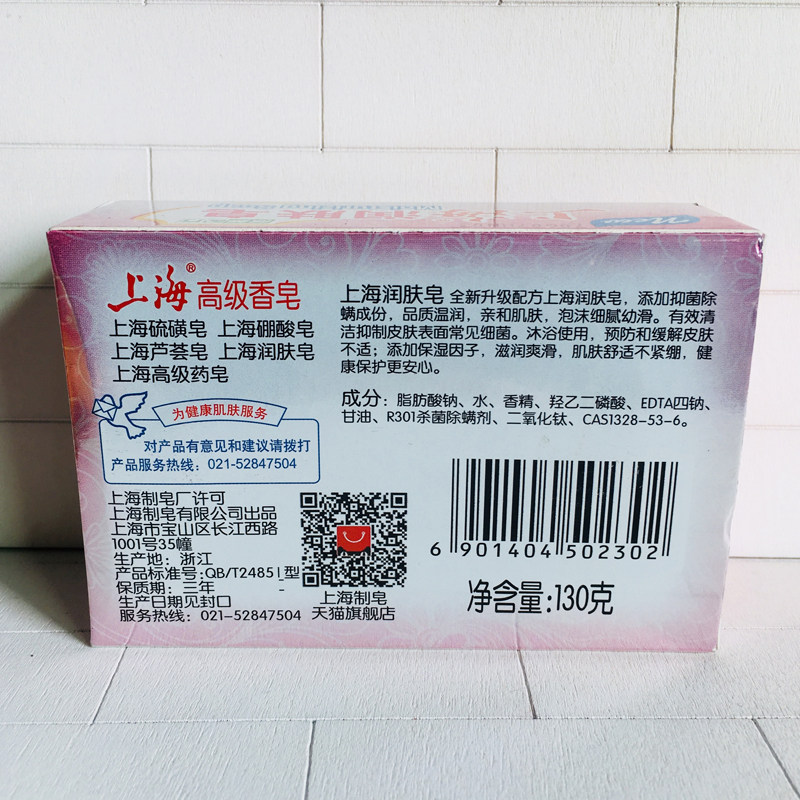 上海® 高级香皂
上海硫磺皂 上海硼酸皂
上海芦荟皂 上海润肤皂
上海高级药皂
为健康肌肤服务
对产品有意见和建议请拨打
产品服务热线：021-52847504
上海制皂厂许可
上海制皂有限公司出品
上海市宝山区长江西路
1001号35幢
生产地：浙江
产品标准号:QB/T2485 I型
保质期：三年
生产日期见封口
服务热线：021-52847504
上海制皂
天猫旗舰店
上海润肤皂 全新升级配方上海润肤皂，添加抑菌除
螨成份，品质温润，亲和肌肤，泡沫细腻幼滑。有效清
洁抑制皮肤表面常见细菌。沐浴使用，预防和缓解皮肤
不适；添加保湿因子，滋润爽滑，肌肤舒适不紧绷，健
康保护更安心。
成分：脂肪酸钠、水、香精、羟乙二磷酸、EDTA四钠、
甘油、R301杀菌除螨剂、二氧化钛、CAS1328-53-6。
6 901404 502302
净含量:130克